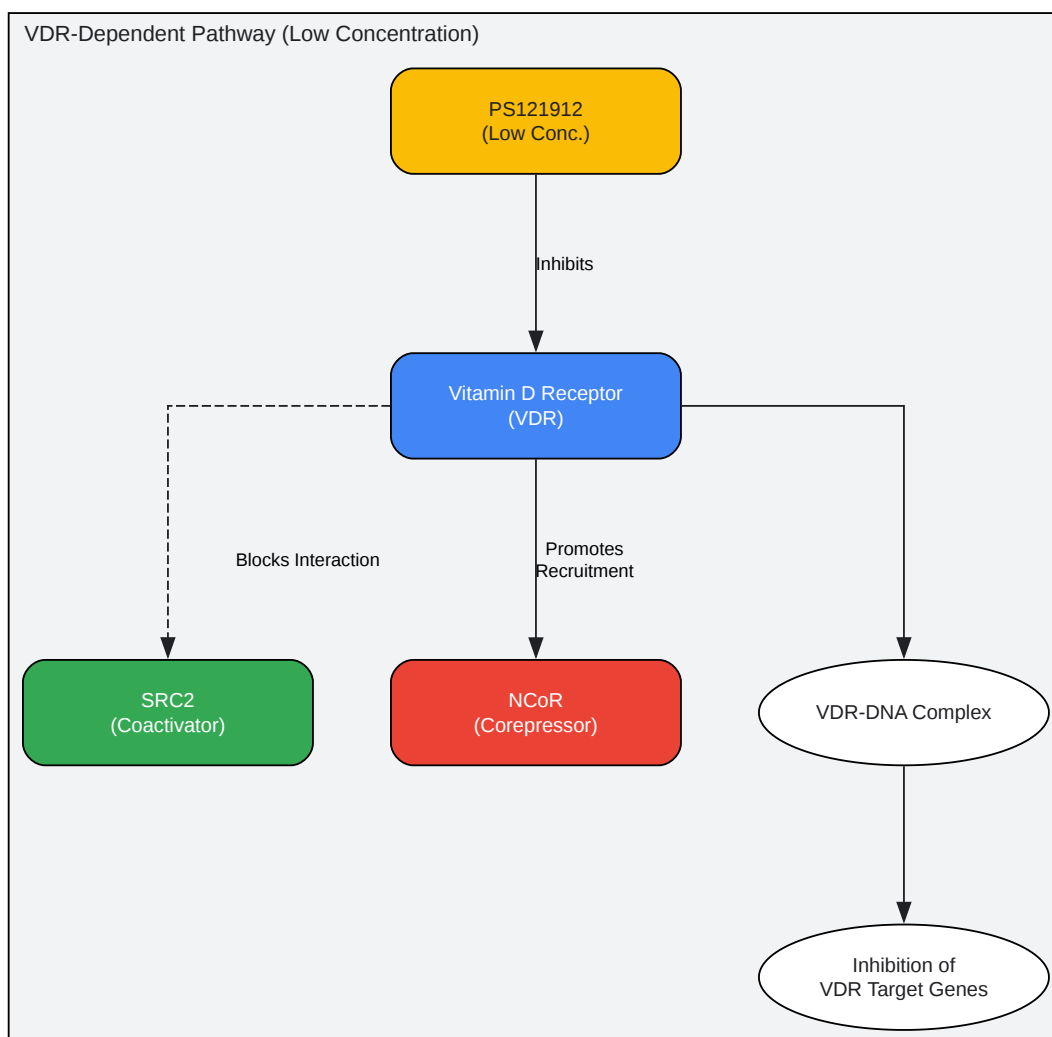 VDR-Dependent Pathway (Low Concentration)
PS121912
(Low Conc.)
Inhibits
Vitamin D Receptor
(VDR)
Blocks Interaction
Promotes
Recruitment
SRC2
(Coactivator)
NCoR
(Corepressor)
VDR-DNA Complex
Inhibition of
VDR Target Genes